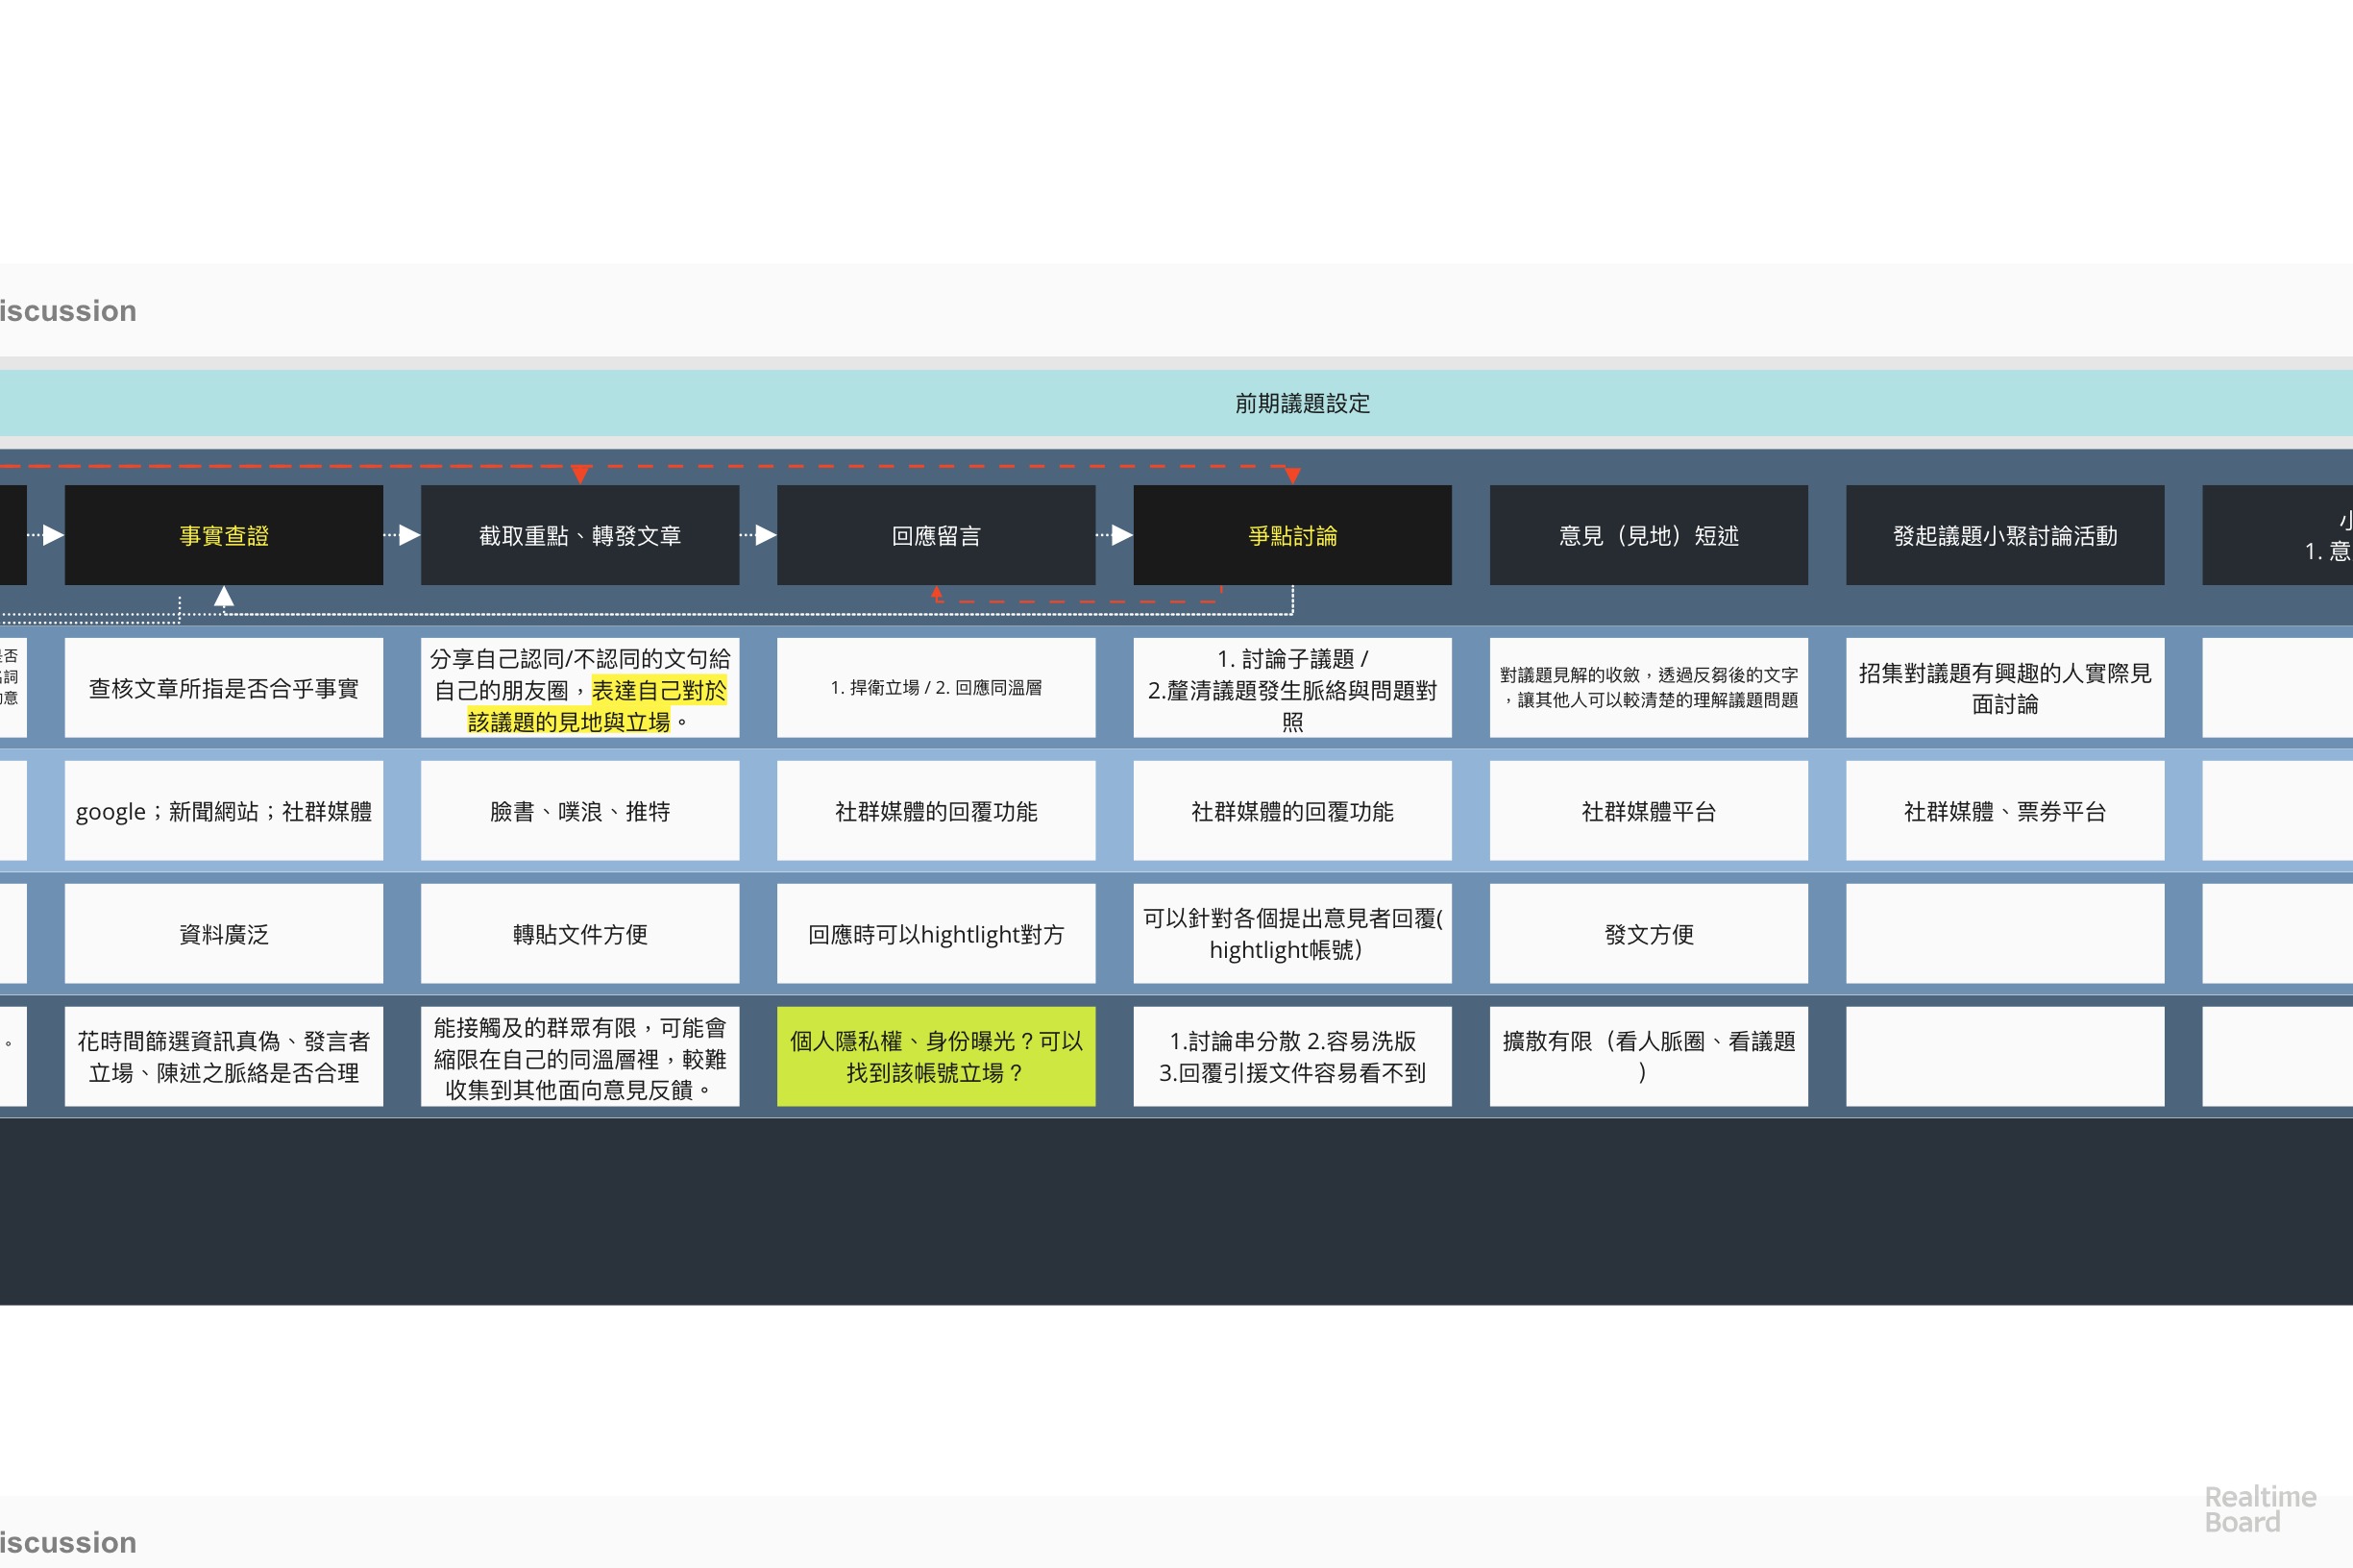 iscussion
前期議題設定
事實查證
截取重點、轉發文章
回應留言
爭點討論
意見（見地）短述
發起議題小聚討論活動
1. 意
是否
名詞
的意
查核文章所指是否合乎事實
分享自己認同/不認同的文句給
自己的朋友圈，表達自己對於
該議題的見地與立場。
1. 捍衛立場 / 2. 回應同溫層
1. 討論子議題 /
2.釐清議題發生脈絡與問題對
照
對議題見解的收斂，透過反芻後的文字
，讓其他人可以較清楚的理解議題問題
招集對議題有興趣的人實際見
面討論
google；新聞網站；社群媒體
臉書、噗浪、推特
社群媒體的回覆功能
社群媒體的回覆功能
社群媒體平台
社群媒體、票券平台
資料廣泛
轉貼文件方便
回應時可以hightlight對方
可以針對各個提出意見者回覆(
hightlight帳號）
發文方便
。
花時間篩選資訊真偽、發言者
立場、陳述之脈絡是否合理
能接觸及的群眾有限，可能會
縮限在自己的同溫層裡，較難
收集到其他面向意見反饋。
個人隱私權、身份曝光？可以
找到該帳號立場？
1.討論串分散 2.容易洗版
3.回覆引援文件容易看不到
擴散有限（看人脈圈、看議題
）
Realtime
Board
iscussion